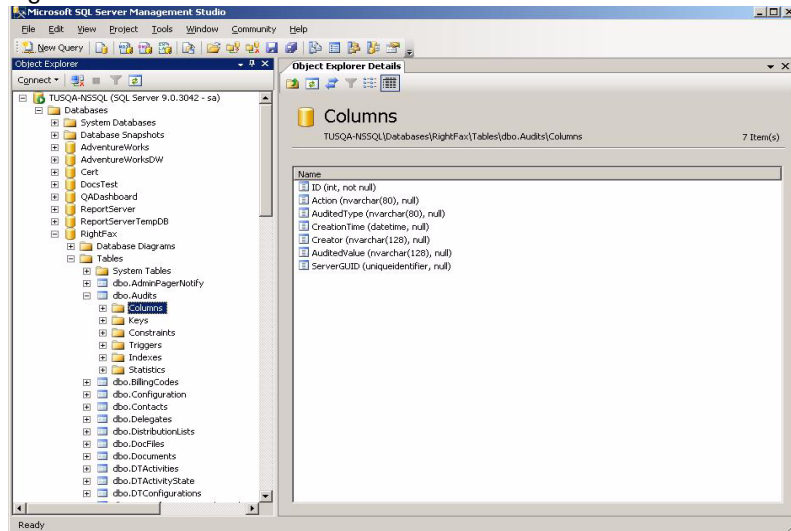 Microsoft SQL Server Management Studio
File Edit View Project Tools Window Community Help
New Query
Object Explorer
Connect
TUSQA-NSSQL (SQL Server 9.0.3042 - sa)
Databases
System Databases
Database Snapshots
AdventureWorks
AdventureWorksDW
Cert
DocsTest
QADashboard
ReportServer
ReportServerTempDB
RightFax
Database Diagrams
Tables
System Tables
dbo.AdminPagerNotify
dbo.Audits
Columns
Keys
Constraints
Triggers
Indexes
Statistics
dbo.BillingCodes
dbo.Configuration
dbo.Contacts
dbo.Delegates
dbo.DistributionLists
dbo.DocFiles
dbo.Documents
dbo.DTActivities
dbo.DTActivityState
dbo.DTConfigurations
Object Explorer Details
Columns
TUSQA-NSSQL\Databases\RightFax\Tables\dbo.Audits\Columns 7 Item(s)
Name
ID (int, not null)
Action (nvarchar(80), null)
AuditedType (nvarchar(80), null)
CreationTime (datetime, null)
Creator (nvarchar(128), null)
AuditedValue (nvarchar(128), null)
ServerGUID (uniqueidentifier, null)
Ready